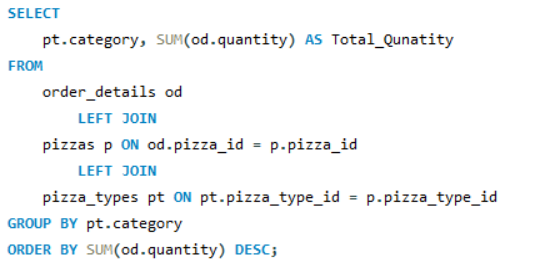 SELECT
pt.category, SUM(od.quantity) AS Total_Qunatity
FROM
order_details od
LEFT JOIN
pizzas p ON od.pizza_id = p.pizza_id
LEFT JOIN
pizza_types pt ON pt.pizza_type_id = p.pizza_type_id
GROUP BY pt.category
ORDER BY SUM(od.quantity) DESC;